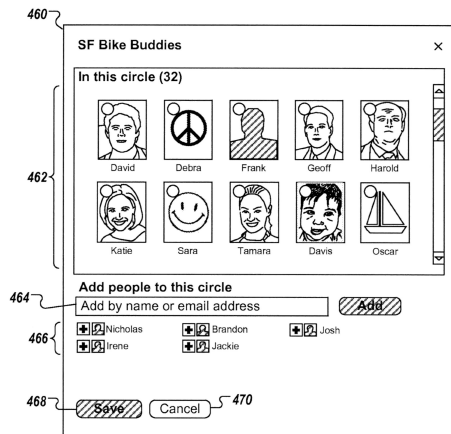 460
SF Bike Buddies ×
In this circle (32)
David Debra Frank Geoff Harold
462
Katie Sara Tamara Davis Oscar
Add people to this circle
464 Add by name or email address Add
Nicholas Brandon Josh
466
Irene Jackie
468 Save Cancel 470